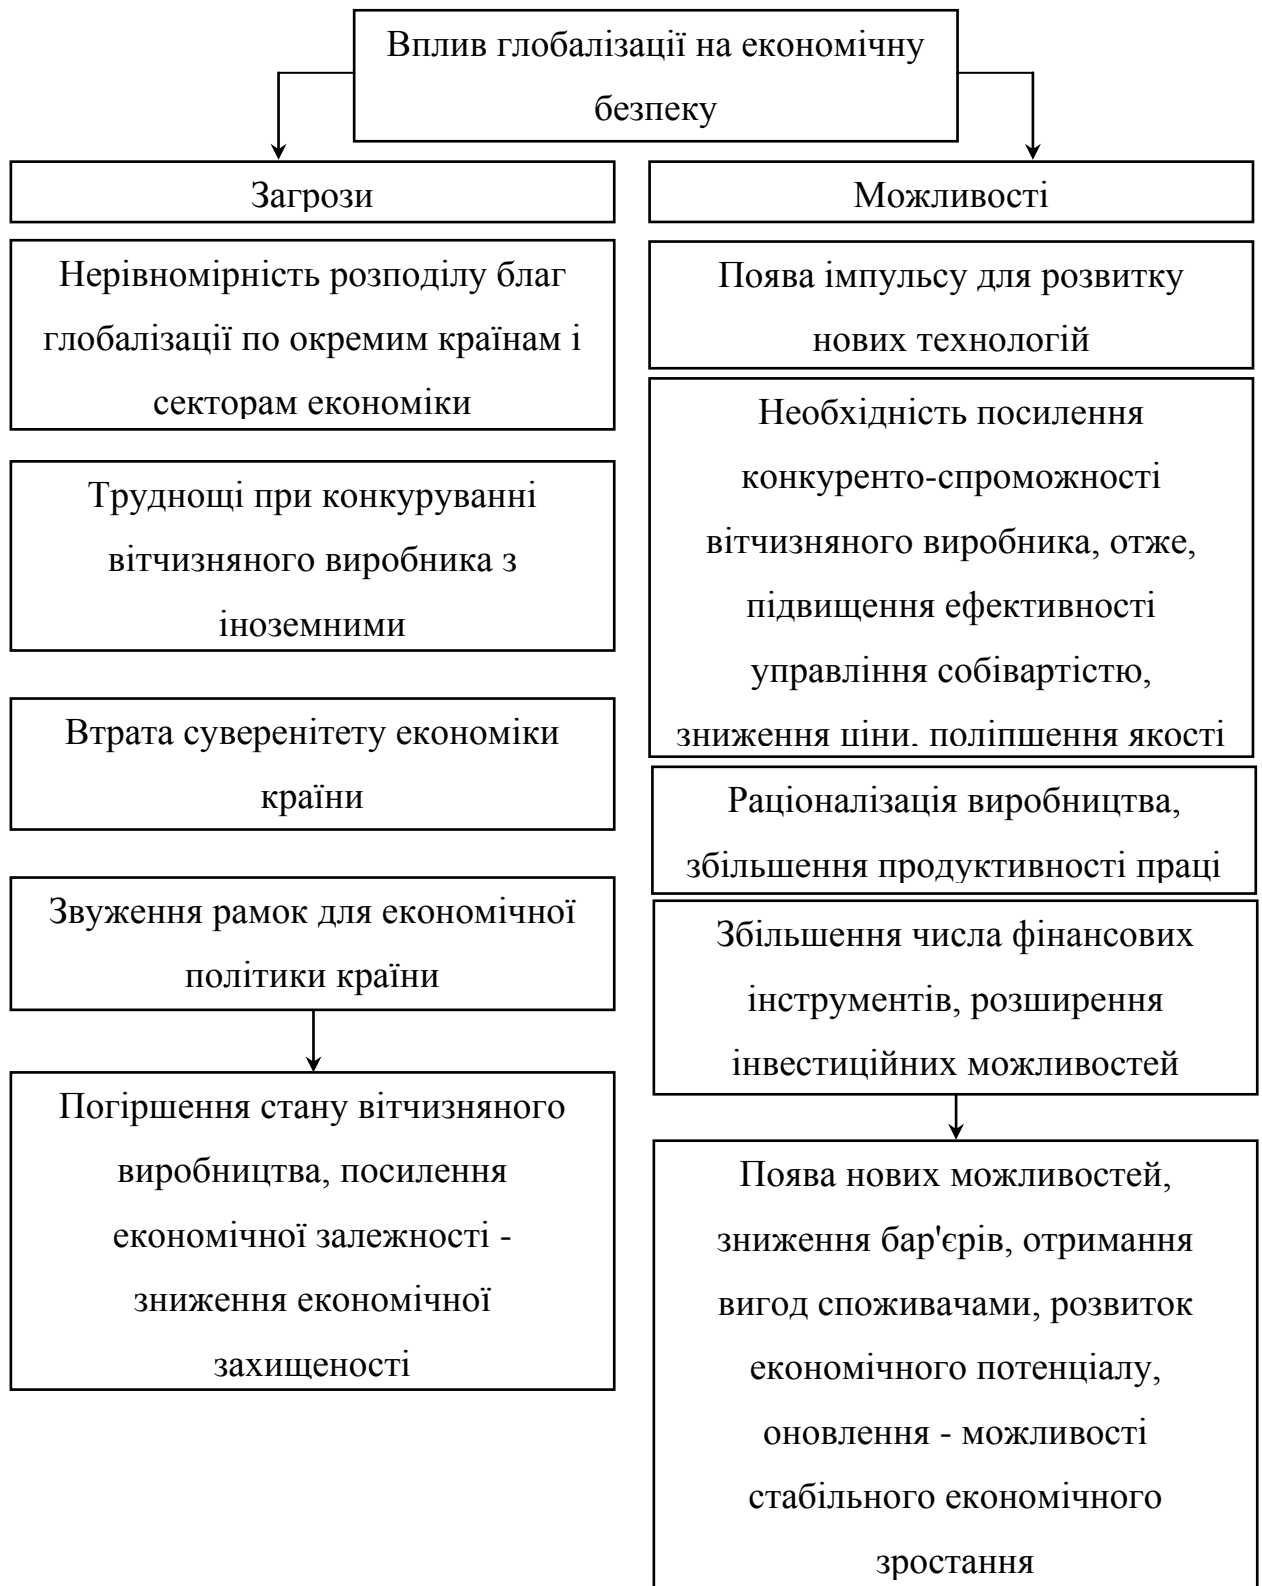 Вплив глобалізації на економічну
безпеку
Загрози
Нерівномірність розподілу благ
глобалізації по окремим країнам і
секторам економіки
Труднощі при конкуруванні
вітчизняного виробника з
іноземними
Втрата суверенітету економіки
країни
Звуження рамок для економічної
політики країни
Погіршення стану вітчизняного
виробництва, посилення
економічної залежності -
зниження економічної
захищеності
Можливості
Поява імпульсу для розвитку
нових технологій
Необхідність посилення
конкуренто-спроможності
вітчизняного виробника, отже,
підвищення ефективності
управління собівартістю,
зниження ціни, поліпшення якості
Раціоналізація виробництва,
збільшення продуктивності праці
Збільшення числа фінансових
інструментів, розширення
інвестиційних можливостей
Поява нових можливостей,
зниження бар'єрів, отримання
вигод споживачами, розвиток
економічного потенціалу,
оновлення - можливості
стабільного економічного
зростання